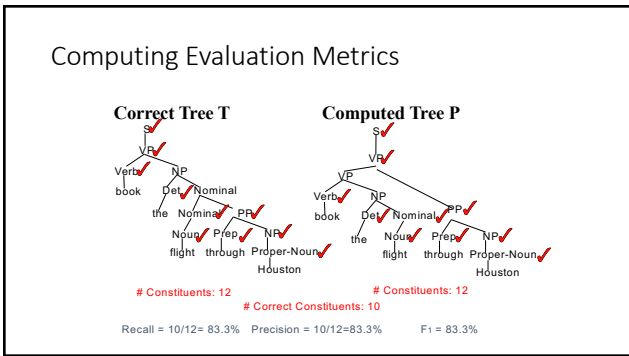 Computing Evaluation Metrics
Correct Tree T Computed Tree P
S S
VP VP
Verb NP VP
book Det Nominal Verb NP PP
the Nominal PP book Det Nominal Prep NP
Noun Prep NP the Noun through Proper-Noun
flight through Proper-Noun flight Houston
Houston
# Constituents: 12 # Constituents: 12
# Correct Constituents: 10
Recall = 10/12= 83.3% Precision = 10/12=83.3% F1 = 83.3%